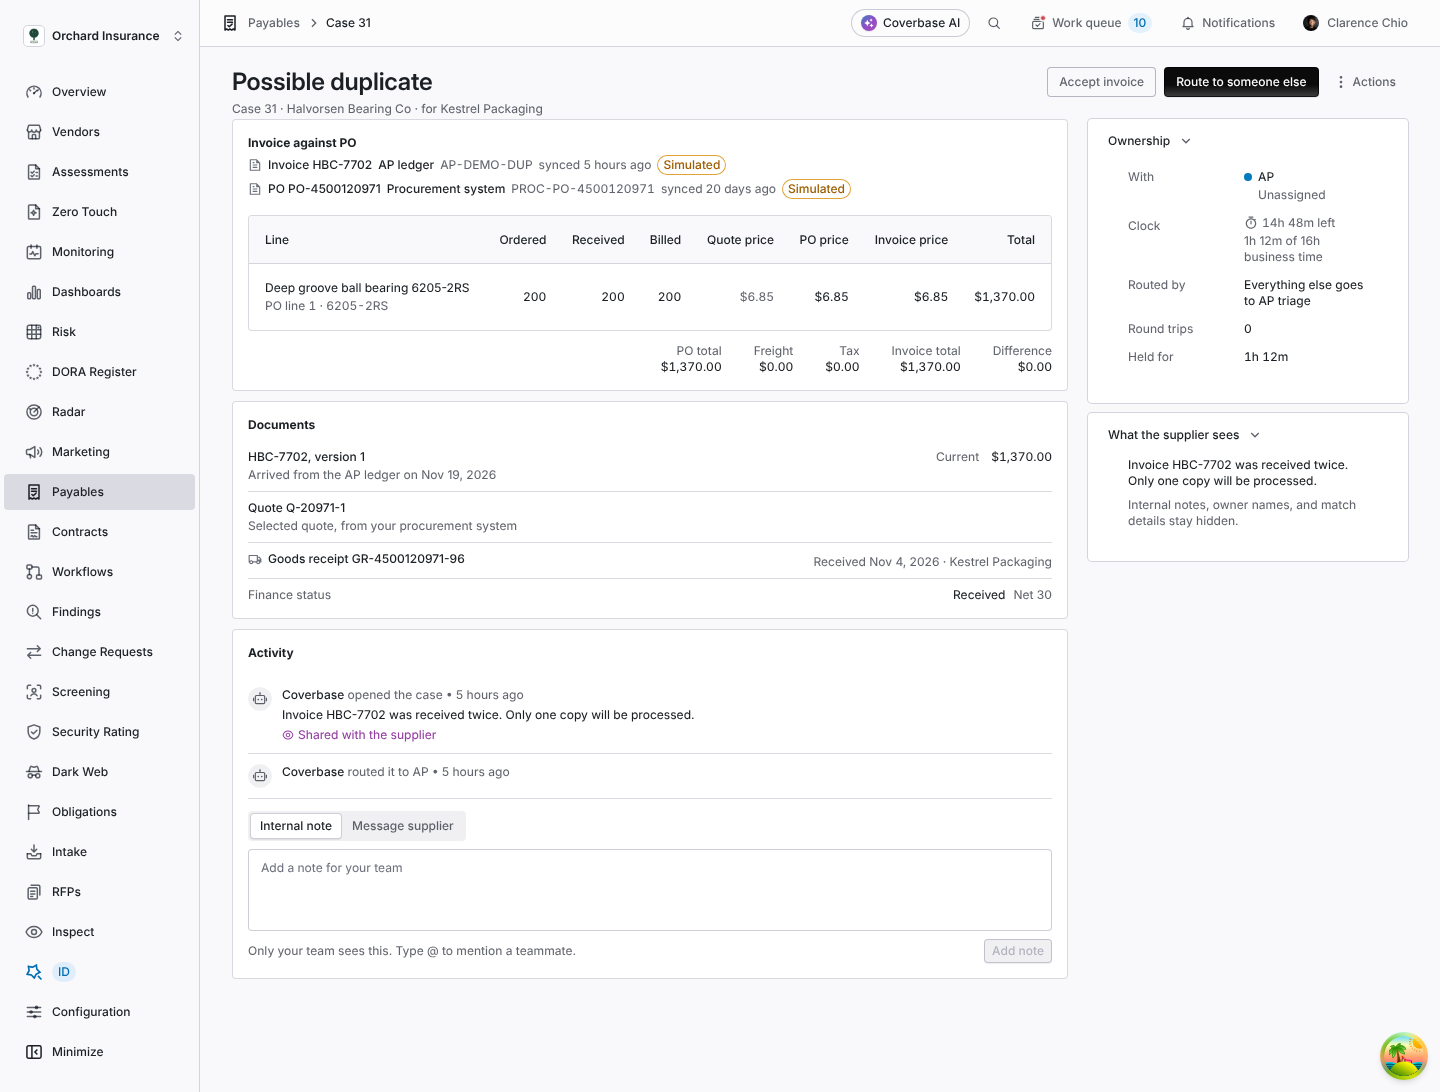 Orchard Insurance
Overview
Vendors
Assessments
Zero Touch
Monitoring
Dashboards
Risk
DORA Register
Radar
Marketing
Payables
Contracts
Workflows
Findings
Change Requests
Screening
Security Rating
Dark Web
Obligations
Intake
RFPs
Inspect
ID
Configuration
Minimize
Payables > Case 31
Coverbase AI
Work queue 10
Notifications
Clarence Chio
Possible duplicate
Case 31 · Halvorsen Bearing Co · for Kestrel Packaging
Accept invoice
Route to someone else
Actions
Invoice against PO
Invoice HBC-7702 AP ledger AP-DEMO-DUP synced 5 hours ago Simulated
PO PO-4500120971 Procurement system PROC-PO-4500120971 synced 20 days ago Simulated
Line Ordered Received Billed Quote price PO price Invoice price Total
Deep groove ball bearing 6205-2RS
PO line 1 · 6205-2RS
200 200 200 $6.85 $6.85 $6.85 $1,370.00
PO total Freight Tax Invoice total Difference
$1,370.00 $0.00 $0.00 $1,370.00 $0.00
Documents
HBC-7702, version 1
Arrived from the AP ledger on Nov 19, 2026
Current $1,370.00
Quote Q-20971-1
Selected quote, from your procurement system
Goods receipt GR-4500120971-96
Received Nov 4, 2026 · Kestrel Packaging
Finance status
Received Net 30
Activity
Coverbase opened the case • 5 hours ago
Invoice HBC-7702 was received twice. Only one copy will be processed.
Shared with the supplier
Coverbase routed it to AP • 5 hours ago
Internal note
Message supplier
Add a note for your team
Only your team sees this. Type @ to mention a teammate.
Add note
Ownership
With
AP
Unassigned
Clock
14h 48m left
1h 12m of 16h
business time
Routed by
Everything else goes
to AP triage
Round trips
0
Held for
1h 12m
What the supplier sees
Invoice HBC-7702 was received twice.
Only one copy will be processed.
Internal notes, owner names, and match
details stay hidden.